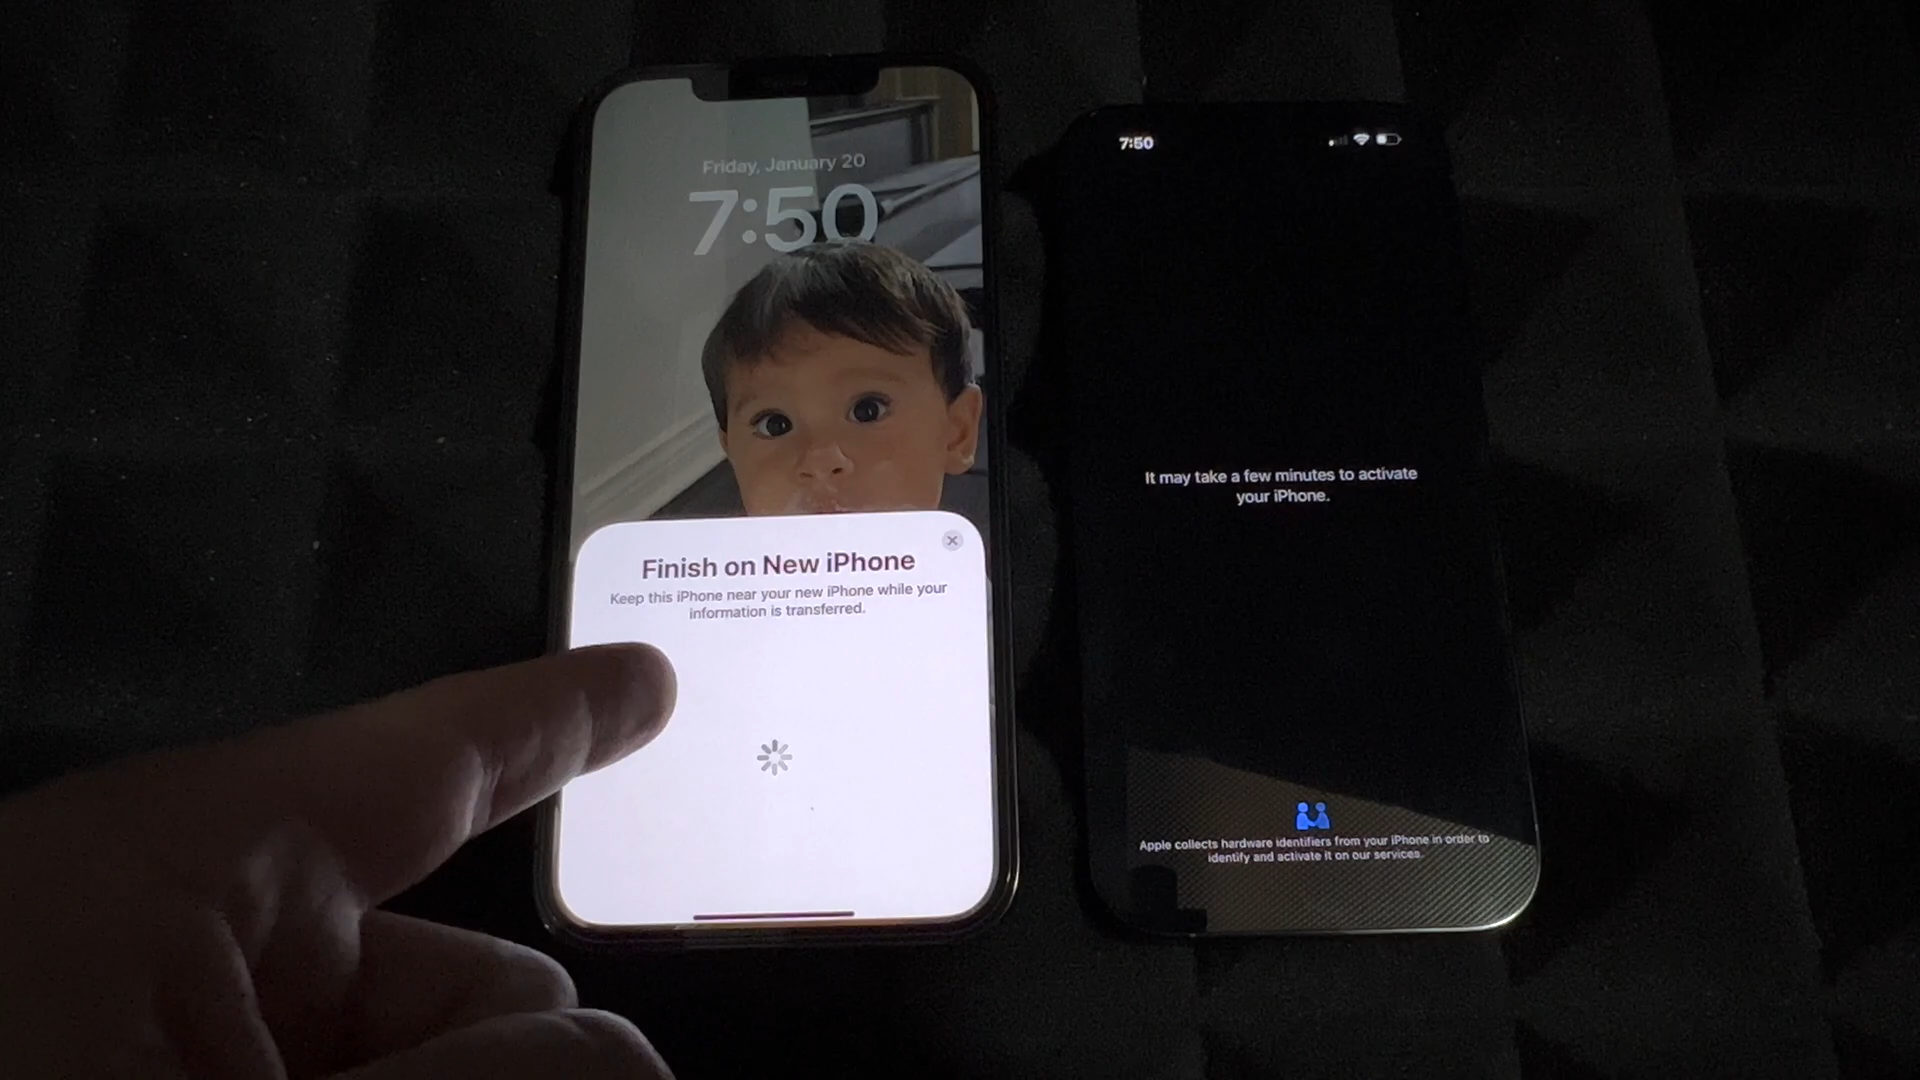 Friday, January 20
7:50
Finish on New iPhone
Keep this iPhone near your new iPhone while your
information is transferred.
7:50
It may take a few minutes to activate
your iPhone.
Apple collects hardware identifiers from your iPhone in order to
identify and activate it on our services.